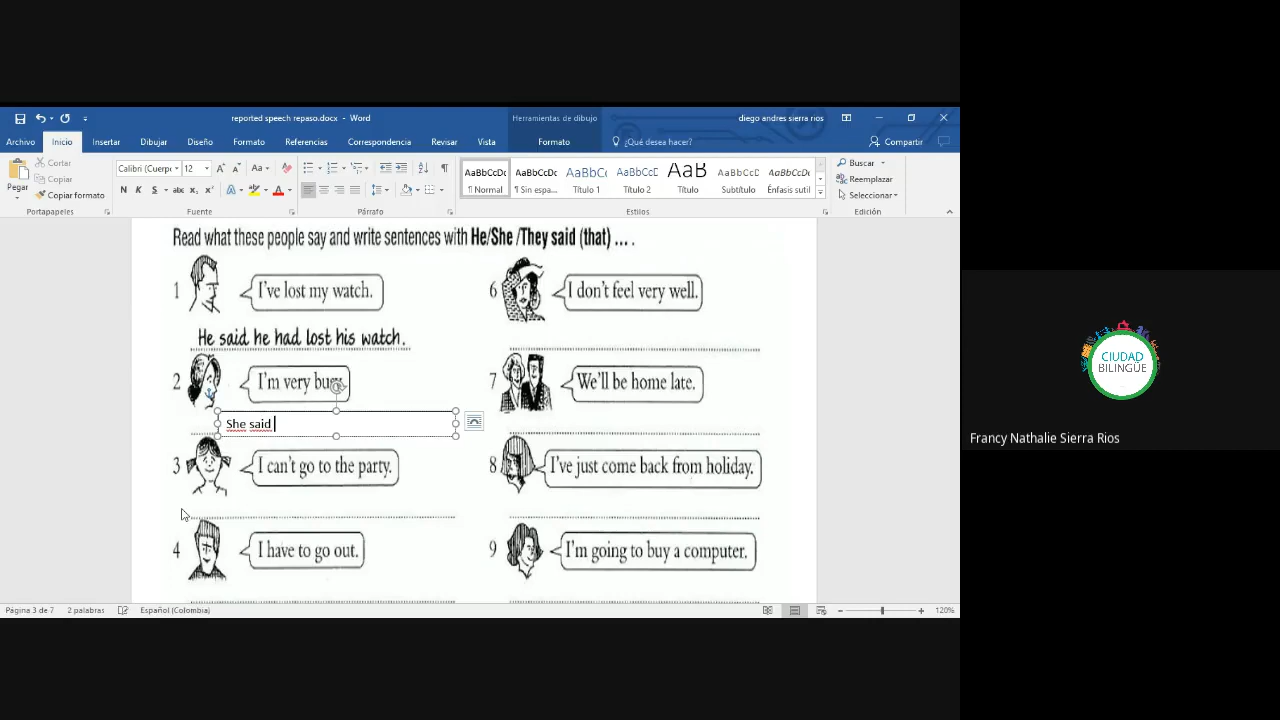 reported speech repaso.docx - Word
Herramientas de dibujo
diego andres sierra rios
Archivo
Inicio
Insertar
Dibujar
Diseño
Disposición
Referencias
Correspondencia
Revisar
Vista
Formato
¿Qué desea hacer?
Compartir
Pegar
Cortar
Copiar
Copiar formato
Portapapeles
Calibri (Cuerpo
12
Fuente
Párrafo
AaBbCcDc
¶ Normal
AaBbCcDc
¶ Sin espa...
AaBbCc
Título 1
AaBbCcC
Título 2
AaB
Título
AaBbCcC
Subtítulo
AaBbCcDc
Énfasis sutil
Estilos
Buscar
Reemplazar
Seleccionar
Edición
Read what these people say and write sentences with He/She /They said (that) ... .
1 I've lost my watch.
He said he had lost his watch.
2 I'm very busy.
She said
3 I can't go to the party.
4 I have to go out.
6 I don't feel very well.
7 We'll be home late.
8 I've just come back from holiday.
9 I'm going to buy a computer.
Página 3 de 7
2 palabras
Español (Colombia)
120%
CIUDAD
BILINGÜE
Francy Nathalie Sierra Rios